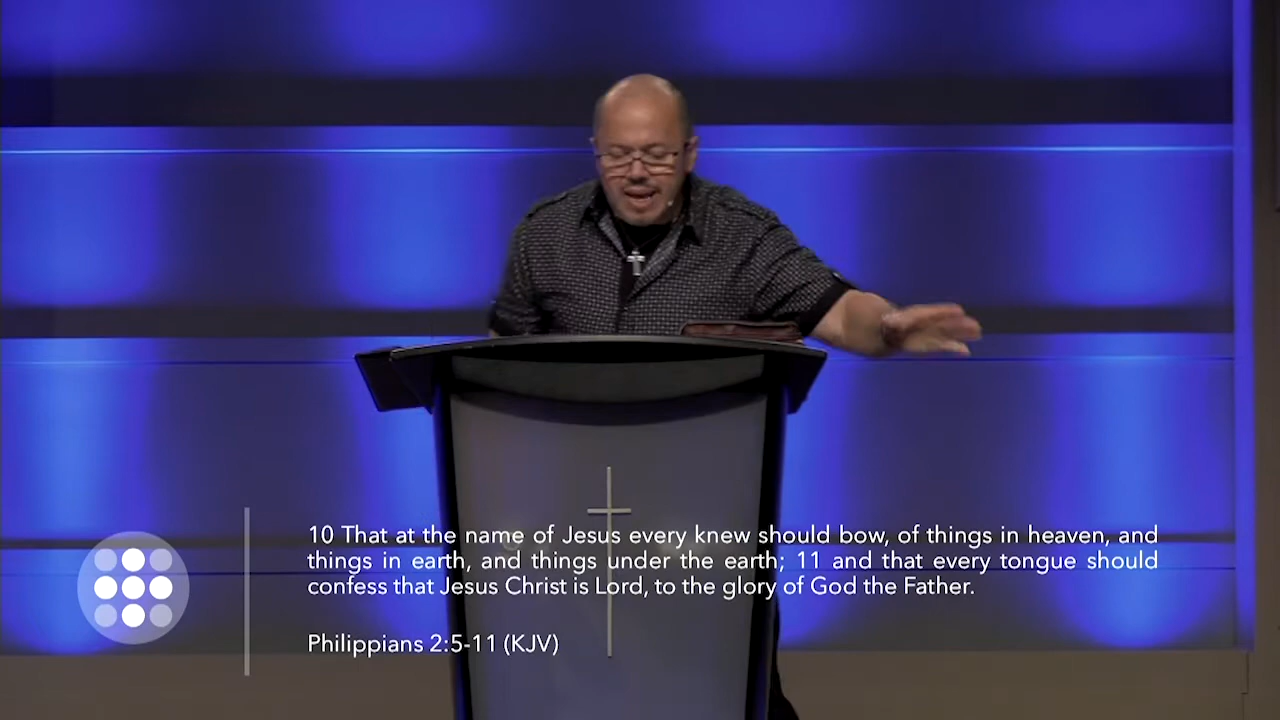 10 That at the name of Jesus every knew should bow, of things in heaven, and
things in earth, and things under the earth; 11 and that every tongue should
confess that Jesus Christ is Lord, to the glory of God the Father.
Philippians 2:5-11 (KJV)